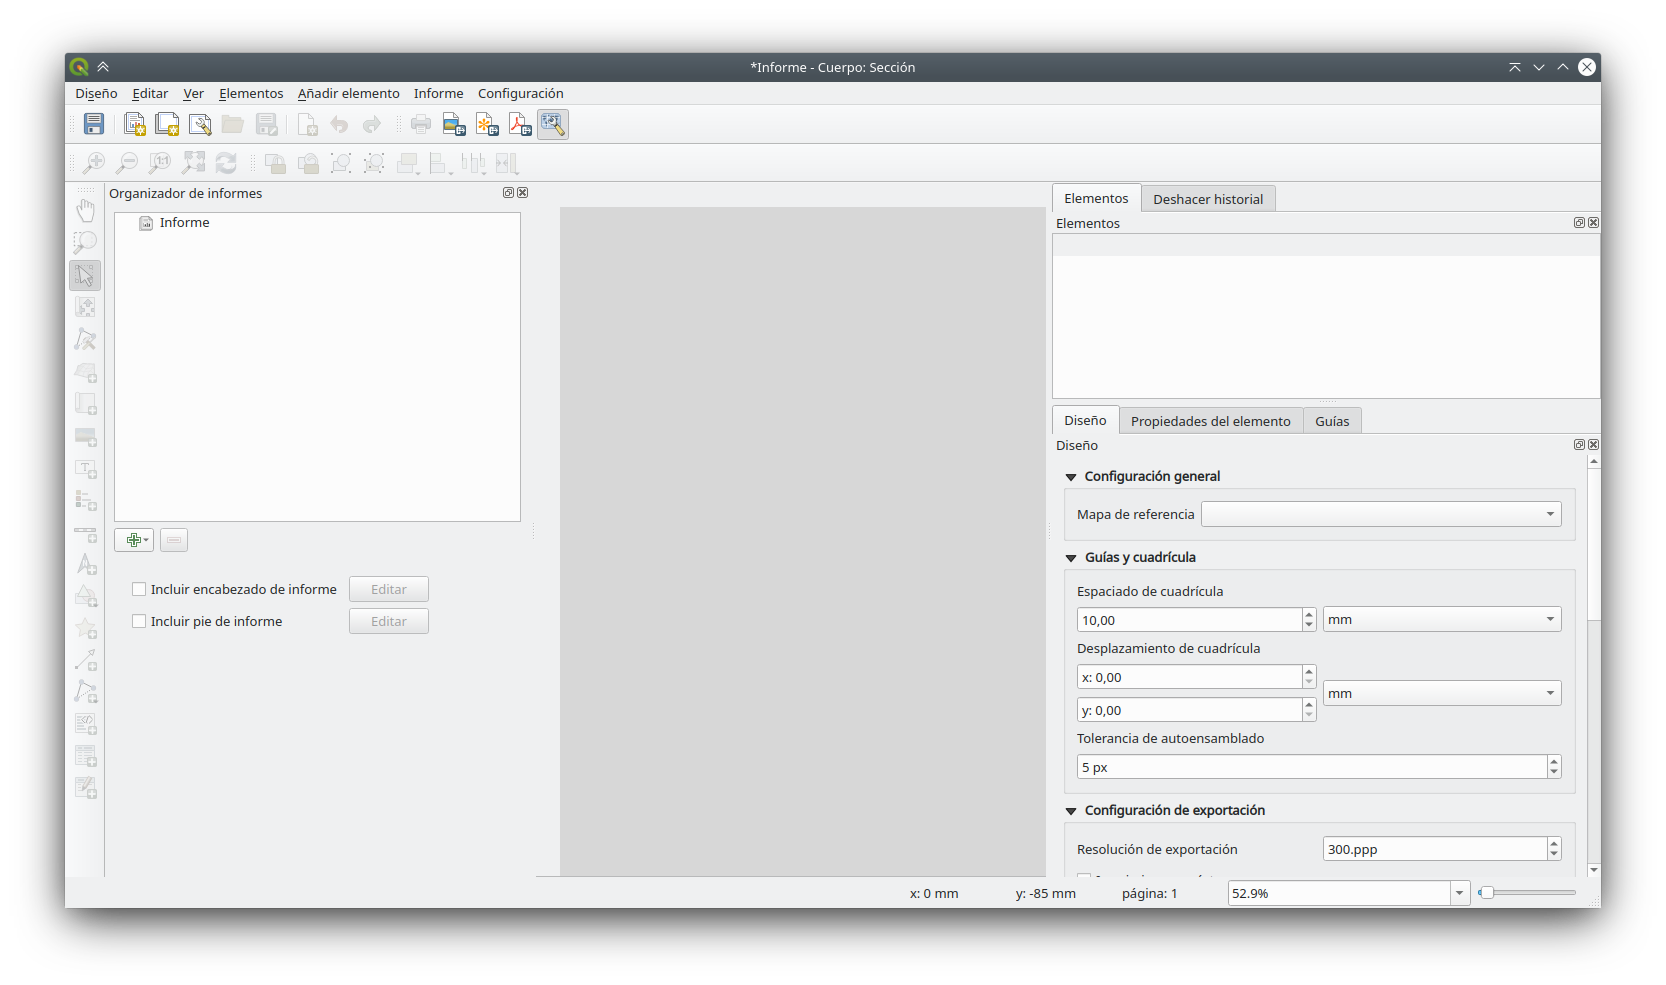 *Informe - Cuerpo: Sección
Diseño Editar Ver Elementos Añadir elemento Informe Configuración
1:1
Organizador de informes
Informe
Incluir encabezado de informe Editar
Incluir pie de informe Editar
Elementos Deshacer historial
Elementos
Diseño Propiedades del elemento Guías
Diseño
Configuración general
Mapa de referencia
Guías y cuadrícula
Espaciado de cuadrícula
10,00 mm
Desplazamiento de cuadrícula
x: 0,00
mm
y: 0,00
Tolerancia de autoensamblado
5 px
Configuración de exportación
Resolución de exportación 300.ppp
x: 0 mm y: -85 mm página: 1 52.9%